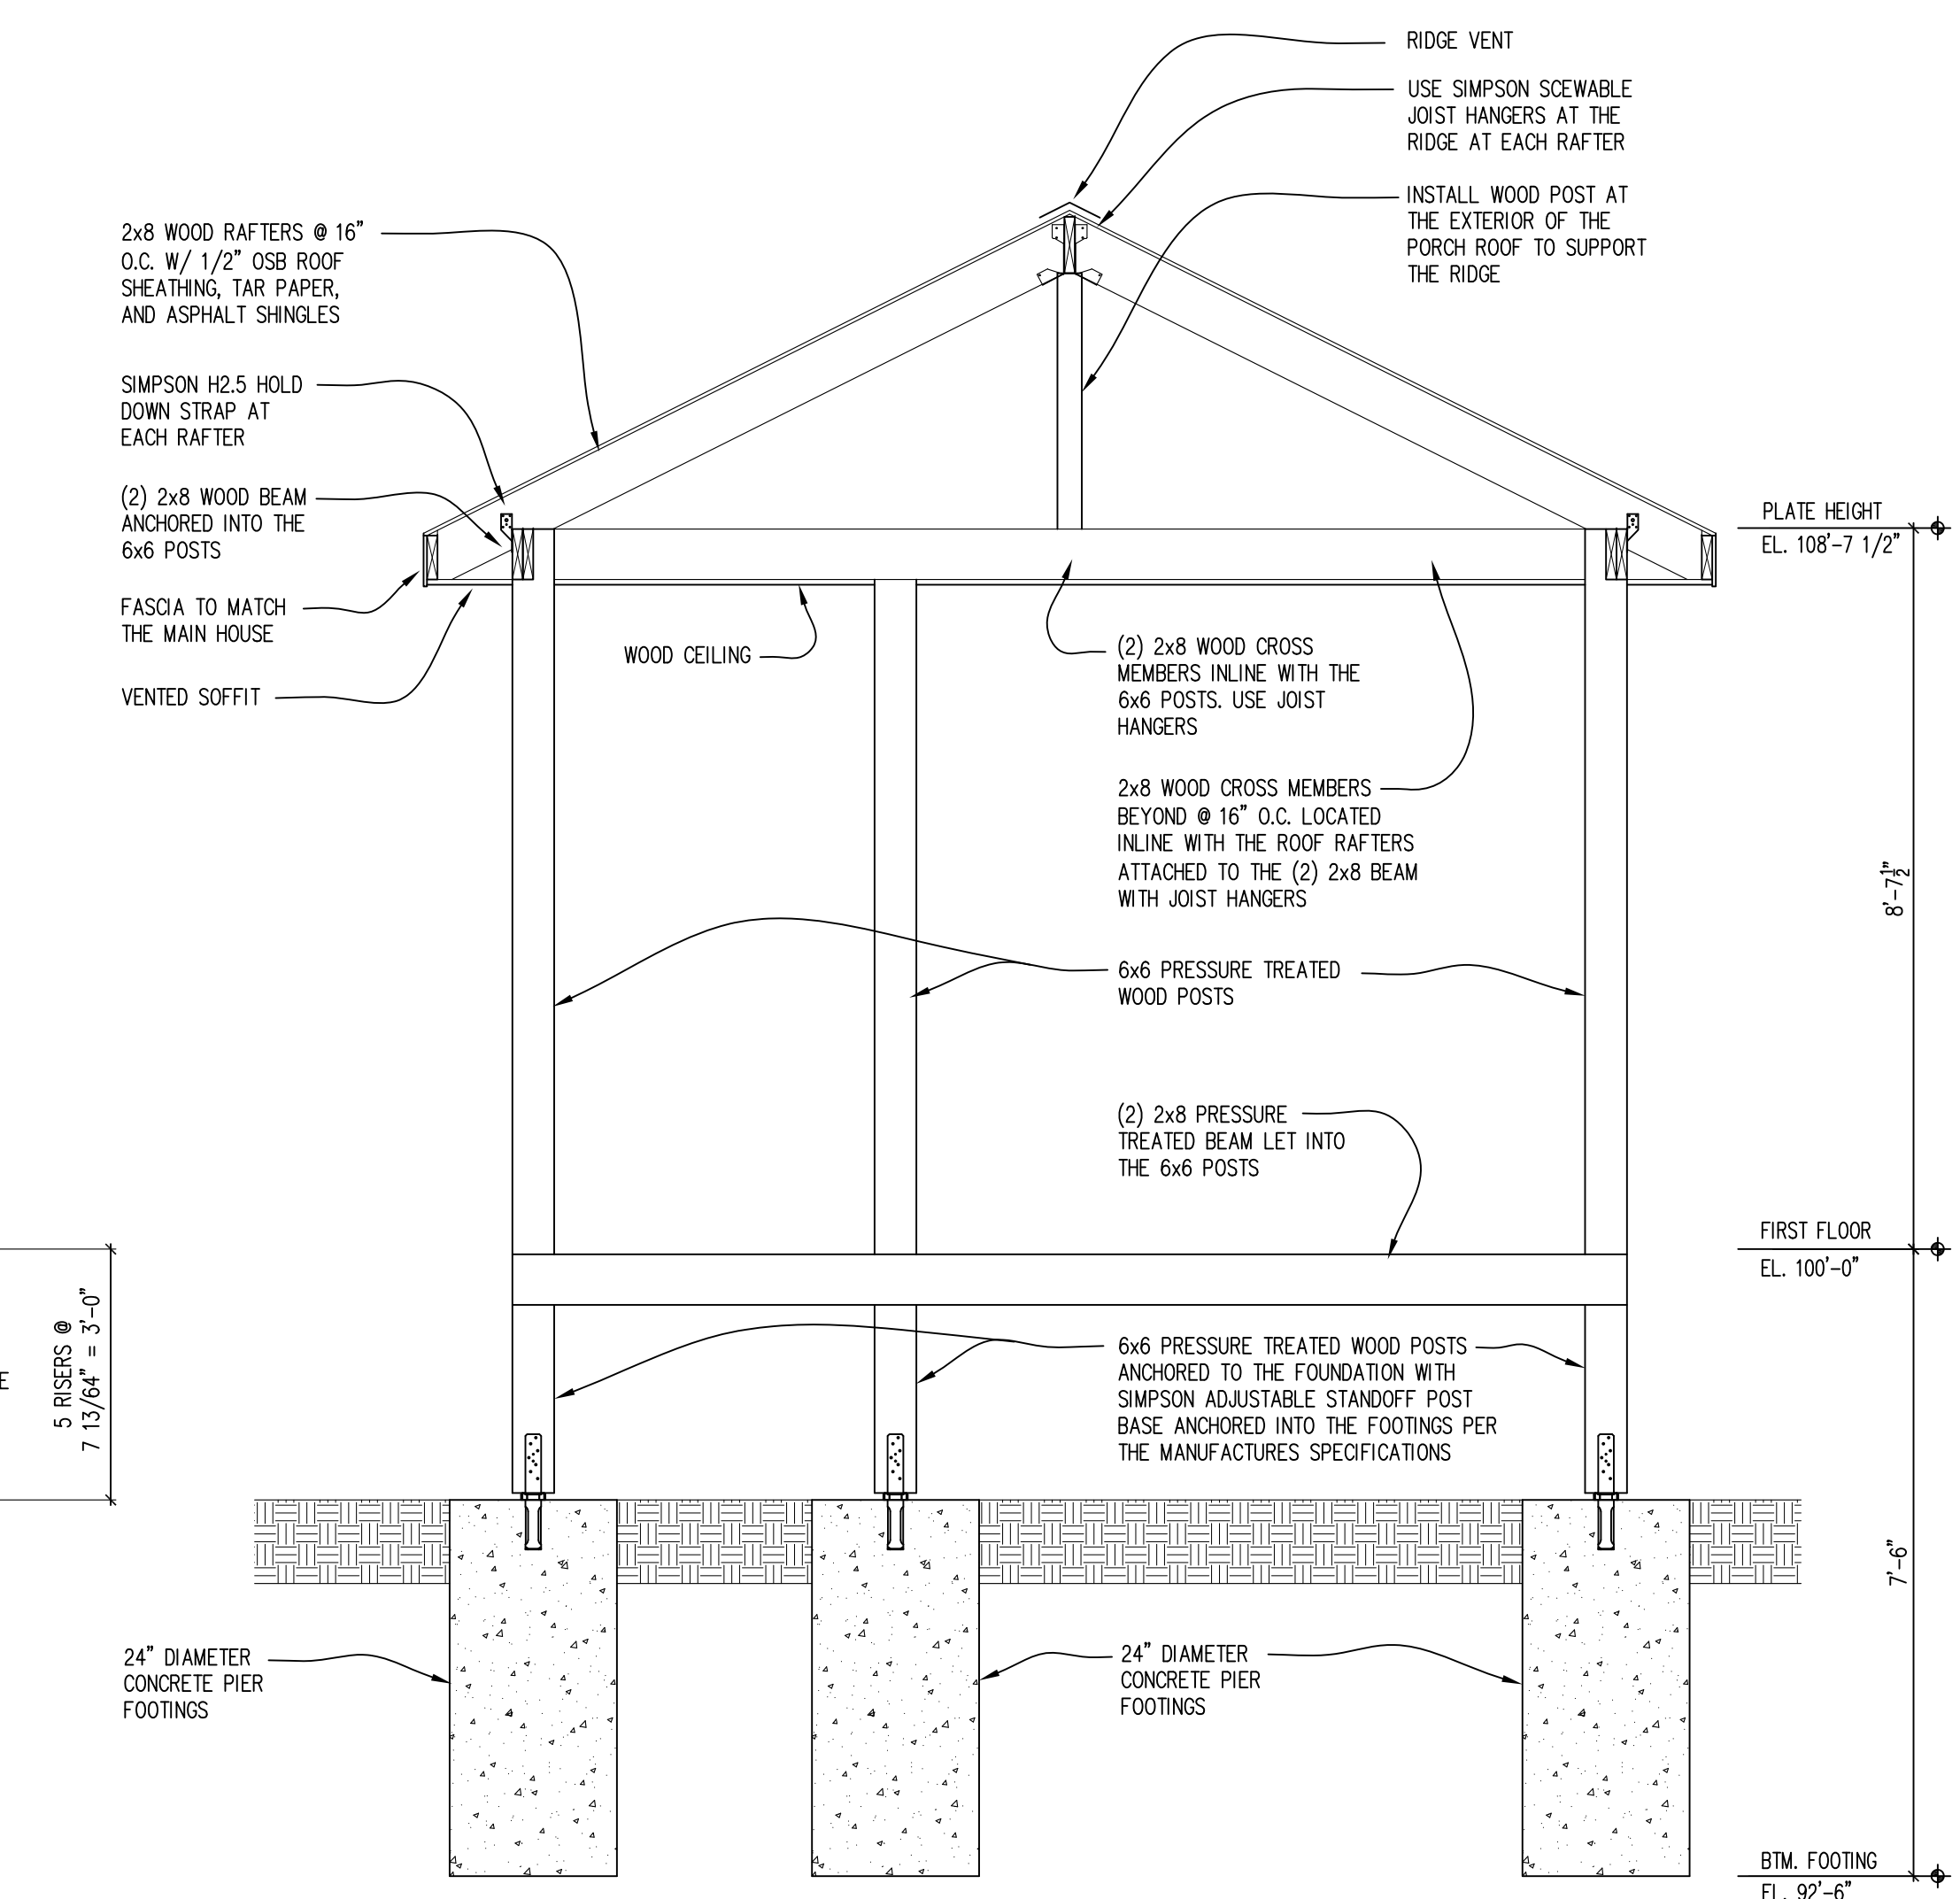 RIDGE VENT
USE SIMPSON SCEWABLE
JOIST HANGERS AT THE
RIDGE AT EACH RAFTER
INSTALL WOOD POST AT
THE EXTERIOR OF THE
PORCH ROOF TO SUPPORT
THE RIDGE
2x8 WOOD RAFTERS @ 16"
O.C. W/ 1/2" OSB ROOF
SHEATHING, TAR PAPER,
AND ASPHALT SHINGLES
SIMPSON H2.5 HOLD
DOWN STRAP AT
EACH RAFTER
(2) 2x8 WOOD BEAM
ANCHORED INTO THE
6x6 POSTS
FASCIA TO MATCH
THE MAIN HOUSE
VENTED SOFFIT
WOOD CEILING
(2) 2x8 WOOD CROSS
MEMBERS INLINE WITH THE
6x6 POSTS. USE JOIST
HANGERS
2x8 WOOD CROSS MEMBERS
BEYOND @ 16" O.C. LOCATED
INLINE WITH THE ROOF RAFTERS
ATTACHED TO THE (2) 2x8 BEAM
WITH JOIST HANGERS
6x6 PRESSURE TREATED
WOOD POSTS
(2) 2x8 PRESSURE
TREATED BEAM LET INTO
THE 6x6 POSTS
6x6 PRESSURE TREATED WOOD POSTS
ANCHORED TO THE FOUNDATION WITH
SIMPSON ADJUSTABLE STANDOFF POST
BASE ANCHORED INTO THE FOOTINGS PER
THE MANUFACTURES SPECIFICATIONS
24" DIAMETER
CONCRETE PIER
FOOTINGS
24" DIAMETER
CONCRETE PIER
FOOTINGS
5 RISERS @
7 13/64" = 3'-0"
E
PLATE HEIGHT
EL. 108'-7 1/2"
8'-7 1/2"
FIRST FLOOR
EL. 100'-0"
7'-6"
BTM. FOOTING
EL. 92'-6"